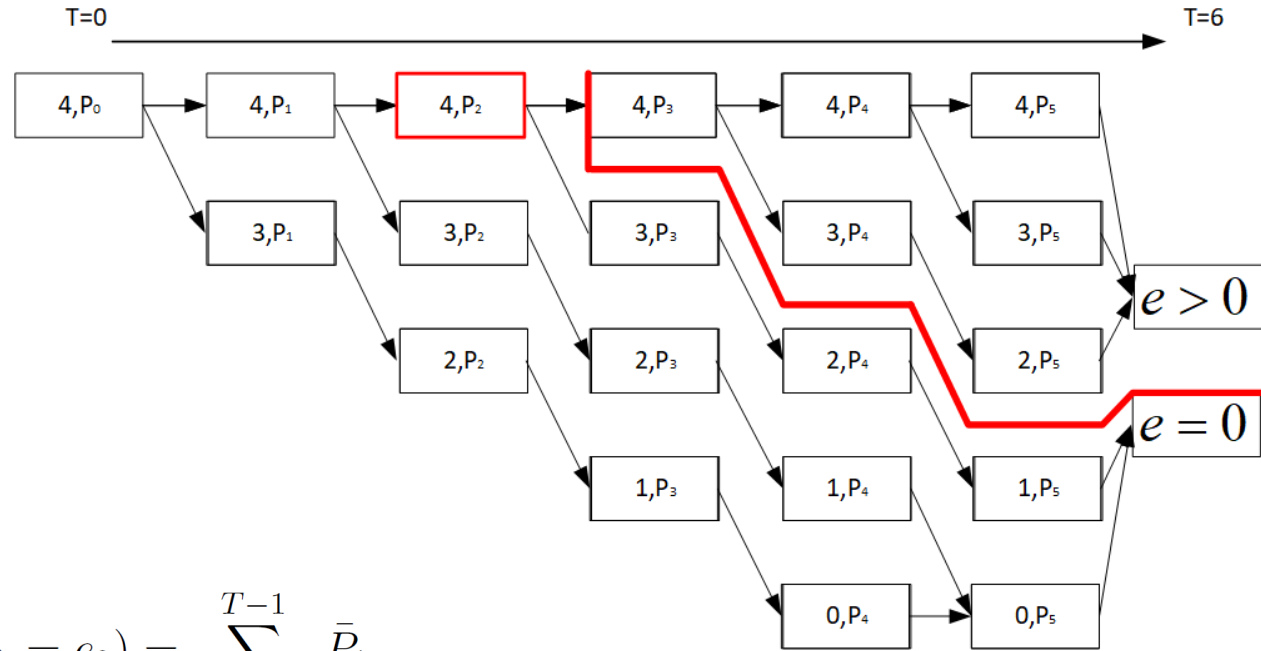 T=0 T=6
4,P₀ 4,P₁ 4,P₂ 4,P₃ 4,P₄ 4,P₅
3,P₁ 3,P₂ 3,P₃ 3,P₄ 3,P₅
e > 0
2,P₂ 2,P₃ 2,P₄ 2,P₅
e = 0
1,P₃ 1,P₄ 1,P₅
0,P₄ 0,P₅
T−1
= e₀) = ∑ P̄